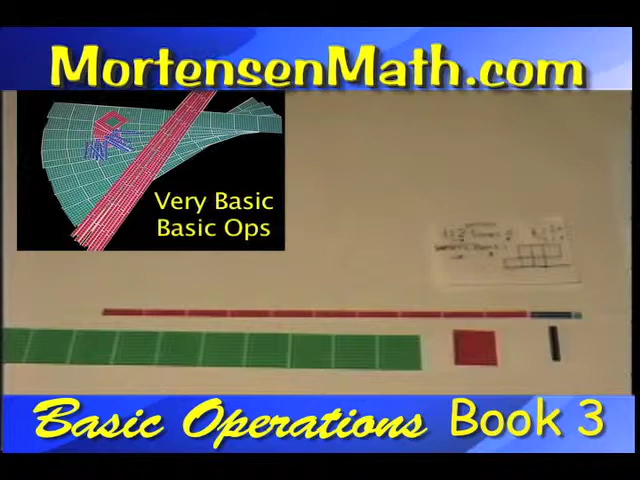 MortensenMath.com
Very Basic
Basic Ops
Basic Operations Book 3